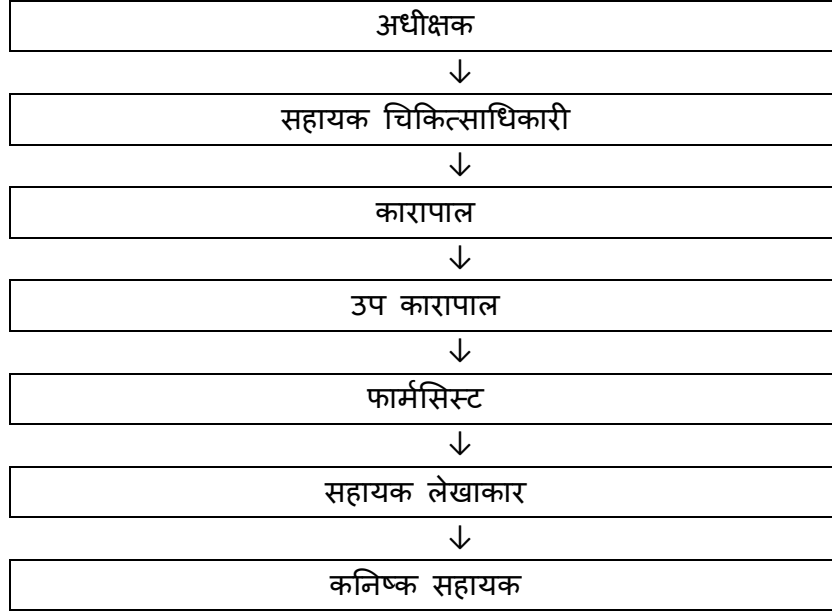 अधीक्षक
↓
सहायक चिकित्साधिकारी
↓
कारापाल
↓
उप कारापाल
↓
फार्मसिस्ट
↓
सहायक लेखाकार
↓
कनिष्क सहायक